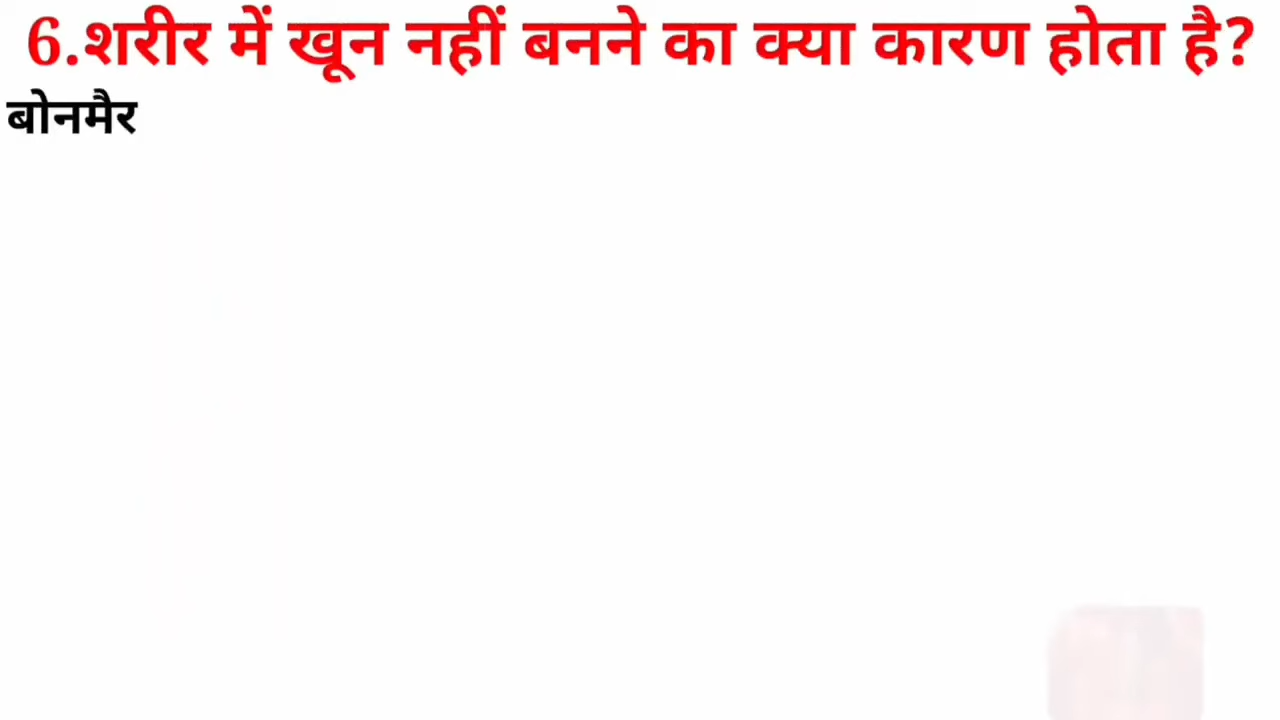 6.शरीर में खून नहीं बनने का क्या कारण होता है?
बोनमैर